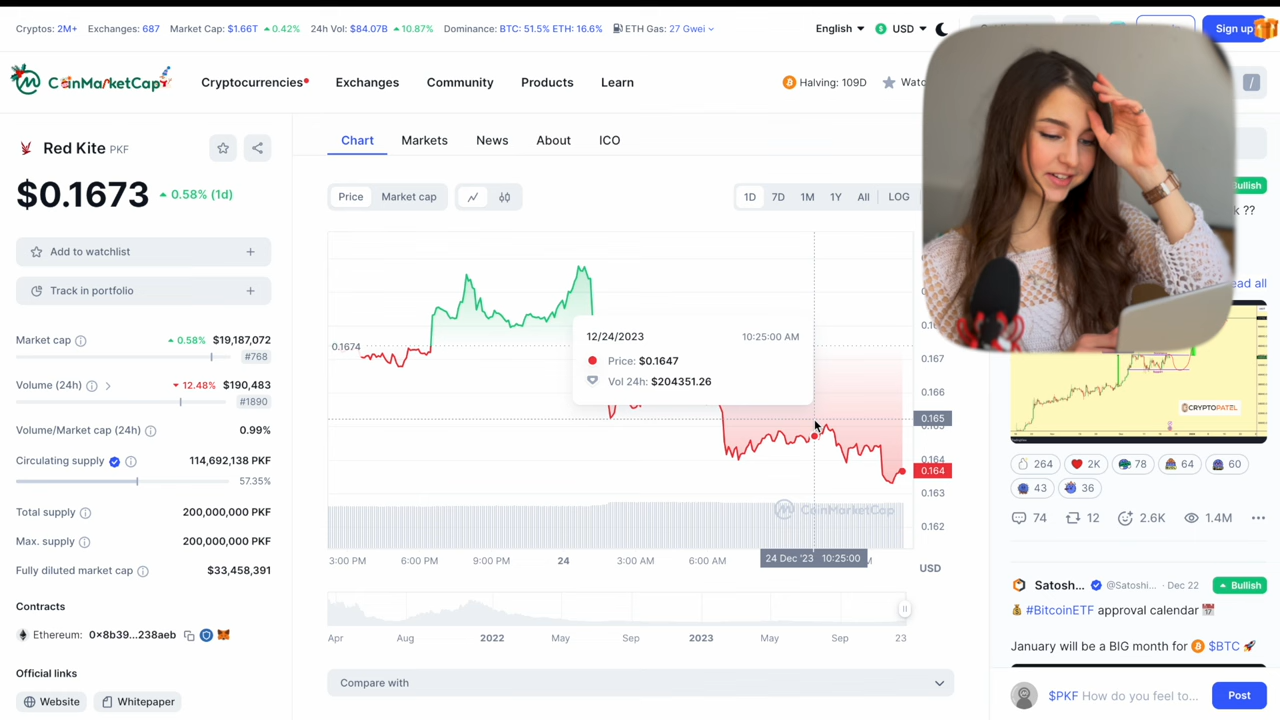 Cryptos: 2M+ Exchanges: 687 Market Cap: $1.66T 0.42% 24h Vol: $84.07B 10.87% Dominance: BTC: 51.5% ETH: 16.6% ETH Gas: 27 Gwei English USD Sign up
CoinMarketCap Cryptocurrencies Exchanges Community Products Learn Halving: 109D /
Red Kite PKF
$0.1673 0.58% (1d)
Add to watchlist +
Track in portfolio +
Market cap 0.58% $19,187,072
#768
Volume (24h) 12.48% $190,483
#1890
Volume/Market cap (24h) 0.99%
Circulating supply 114,692,138 PKF
57.35%
Total supply 200,000,000 PKF
Max. supply 200,000,000 PKF
Fully diluted market cap $33,458,391
Contracts
Ethereum: 0x8b39...238aeb
Official links
Website Whitepaper
Chart Markets News About ICO
Price Market cap 1D 7D 1M 1Y All LOG
0.1674
12/24/2023 10:25:00 AM
Price: $0.1647
Vol 24h: $204351.26
0.167
0.166
0.165
0.164
0.164
0.163
0.162
CoinMarketCap
3:00 PM 6:00 PM 9:00 PM 24 3:00 AM 6:00 AM 24 Dec '23 10:25:00
USD
Apr Aug 2022 May Sep 2023 May Sep 23
Compare with
??
CRYPTOPATEL
264 2K 78 64 60
43 36
74 12 2.6K 1.4M
Satosh... @Satoshi... · Dec 22 Bullish
#BitcoinETF approval calendar
January will be a BIG month for $BTC
$PKF How do you feel to... Post